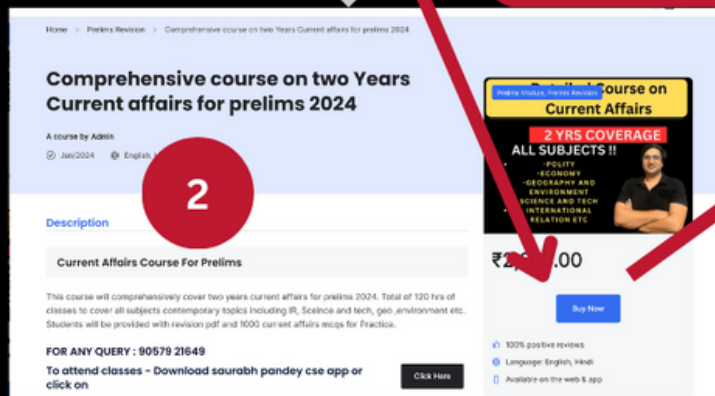 Home > Prelims Revision > Comprehensive course on two Years Current affairs for prelims 2024
Comprehensive course on two Years
Current affairs for prelims 2024
A course by Admin
Jan/2024 English,
2
Description
Current Affairs Course For Prelims
This course will comprehensively cover two years current affairs for prelims 2024. Total of 120 hrs of
classes to cover all subjects contemporary topics including IR, Sceince and tech, geo ,environment etc.
Students will be provided with revision pdf and 1000 current affairs mcqs for Practice.
FOR ANY QUERY : 90579 21649
To attend classes - Download saurabh pandey cse app or
click on
Click Here
Prelims Module, Prelims Revision
Course on
Current Affairs
2 YRS COVERAGE
ALL SUBJECTS !!
-POLITY
-ECONOMY
-GEOGRAPHY AND
ENVIRONMENT
SCIENCE AND TECH
INTERNATIONAL
RELATION ETC
.00
Buy Now
100% positive reviews
Language: English, Hindi
Available on the web & app